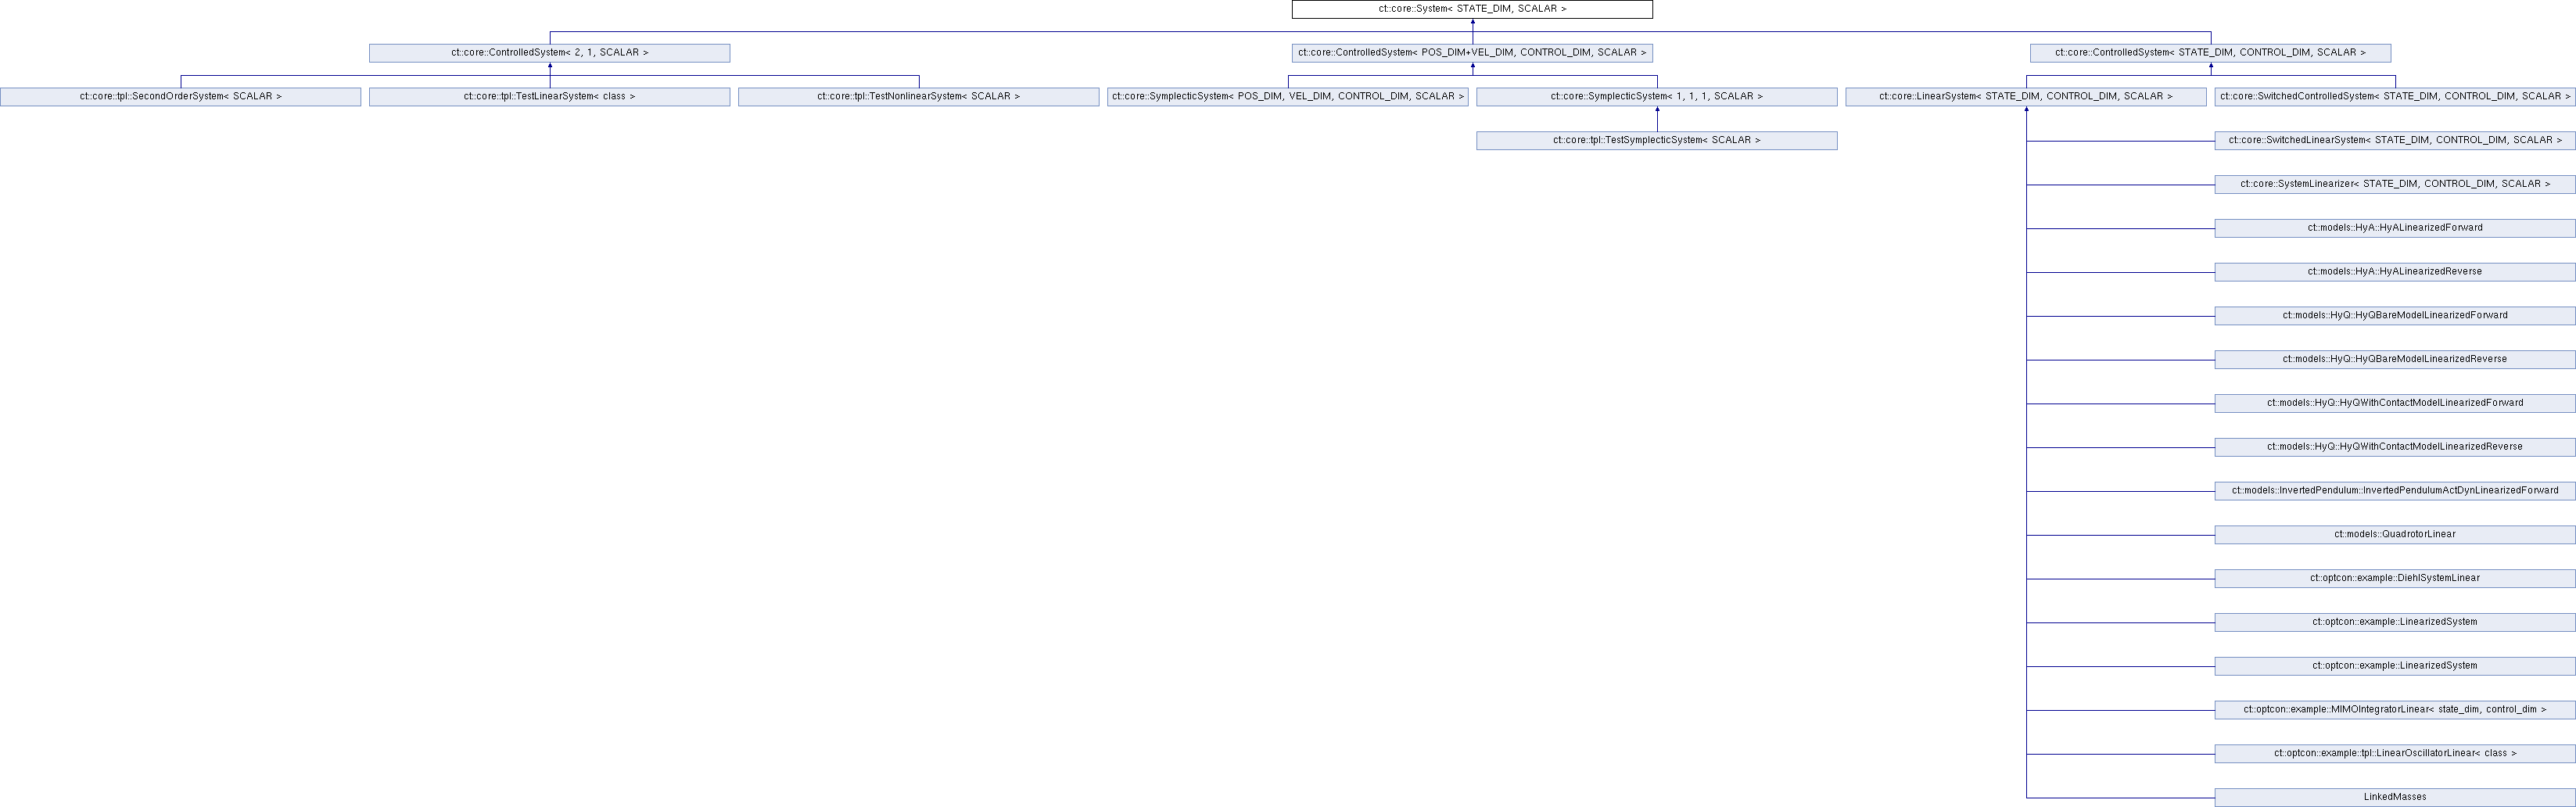 ct::core::System< STATE_DIM, SCALAR >
ct::core::ControlledSystem< 2, 1, SCALAR >
ct::core::ControlledSystem< POS_DIM+VEL_DIM, CONTROL_DIM, SCALAR >
ct::core::ControlledSystem< STATE_DIM, CONTROL_DIM, SCALAR >
ct::core::tpl::SecondOrderSystem< SCALAR >
ct::core::tpl::TestLinearSystem< class >
ct::core::tpl::TestNonlinearSystem< SCALAR >
ct::core::SymplecticSystem< POS_DIM, VEL_DIM, CONTROL_DIM, SCALAR >
ct::core::SymplecticSystem< 1, 1, 1, SCALAR >
ct::core::LinearSystem< STATE_DIM, CONTROL_DIM, SCALAR >
ct::core::SwitchedControlledSystem< STATE_DIM, CONTROL_DIM, SCALAR >
ct::core::tpl::TestSymplecticSystem< SCALAR >
ct::core::SwitchedLinearSystem< STATE_DIM, CONTROL_DIM, SCALAR >
ct::core::SystemLinearizer< STATE_DIM, CONTROL_DIM, SCALAR >
ct::models::HyA::HyALinearizedForward
ct::models::HyA::HyALinearizedReverse
ct::models::HyQ::HyQBareModelLinearizedForward
ct::models::HyQ::HyQBareModelLinearizedReverse
ct::models::HyQ::HyQWithContactModelLinearizedForward
ct::models::HyQ::HyQWithContactModelLinearizedReverse
ct::models::InvertedPendulum::InvertedPendulumActDynLinearizedForward
ct::models::QuadrotorLinear
ct::optcon::example::DiehlSystemLinear
ct::optcon::example::LinearizedSystem
ct::optcon::example::LinearizedSystem
ct::optcon::example::MIMOIntegratorLinear< state_dim, control_dim >
ct::optcon::example::tpl::LinearOscillatorLinear< class >
LinkedMasses